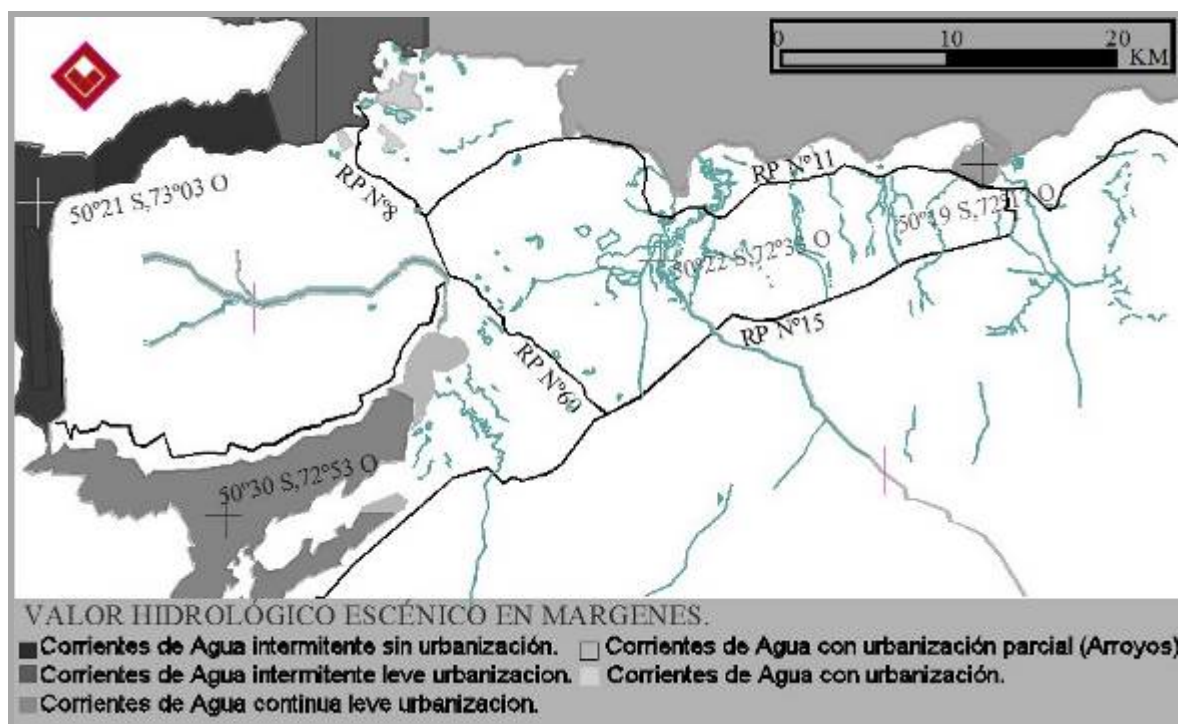 0 10 20
KM
RP Nº11
50º21 S,73º03 O
RP Nº8
50º22 S,72º38 O
RP Nº15
RP Nº60
50º30 S,72º53 O
VALOR HIDROLÓGICO ESCÉNICO EN MARGENES.
Corrientes de Agua intermitente sin urbanización.
Corrientes de Agua con urbanización parcial (Arroyos)
Corrientes de Agua intermitente leve urbanizacion.
Corrientes de Agua con urbanización.
Corrientes de Agua continua leve urbanizacion.